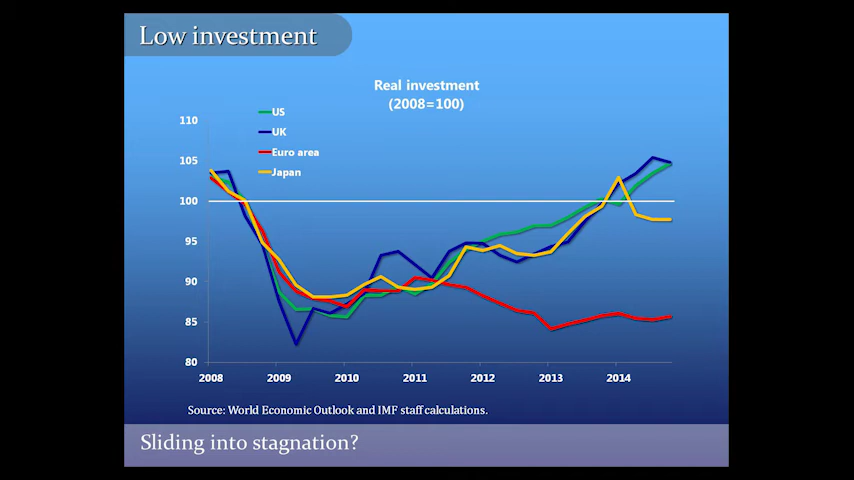 Low investment
Real investment
(2008=100)
US
UK
Euro area
Japan
110
105
100
95
90
85
80
2008 2009 2010 2011 2012 2013 2014
Source: World Economic Outlook and IMF staff calculations.
Sliding into stagnation?